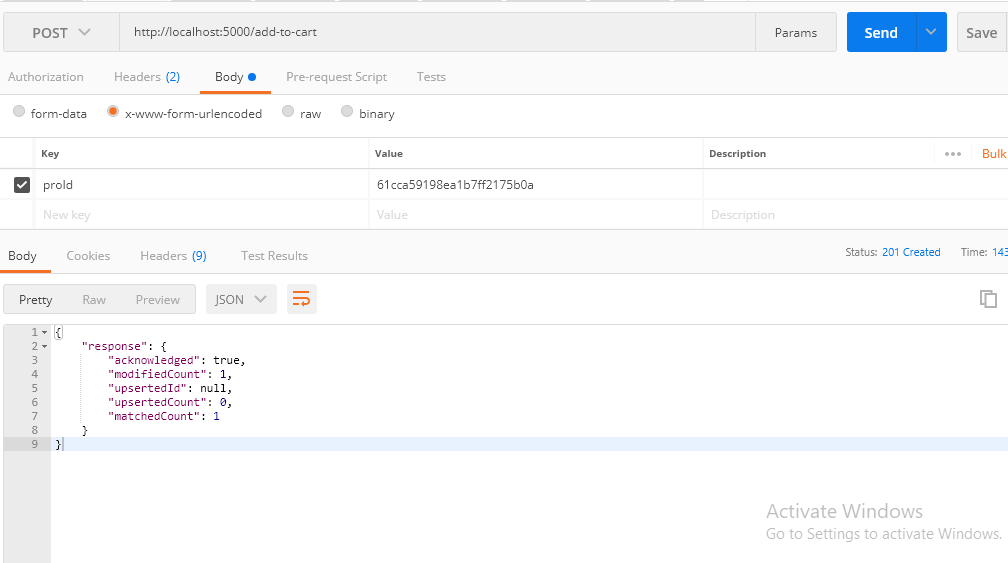 POST http://localhost:5000/add-to-cart Params Send Save
Authorization Headers (2) Body Pre-request Script Tests
form-data x-www-form-urlencoded raw binary
Key Value Description ••• Bulk
proId 61cca59198ea1b7ff2175b0a
New key Value Description
Body Cookies Headers (9) Test Results Status: 201 Created Time: 143
Pretty Raw Preview JSON
1 {
2 "response": {
3 "acknowledged": true,
4 "modifiedCount": 1,
5 "upsertedId": null,
6 "upsertedCount": 0,
7 "matchedCount": 1
8 }
9 }
Activate Windows
Go to Settings to activate Windows.